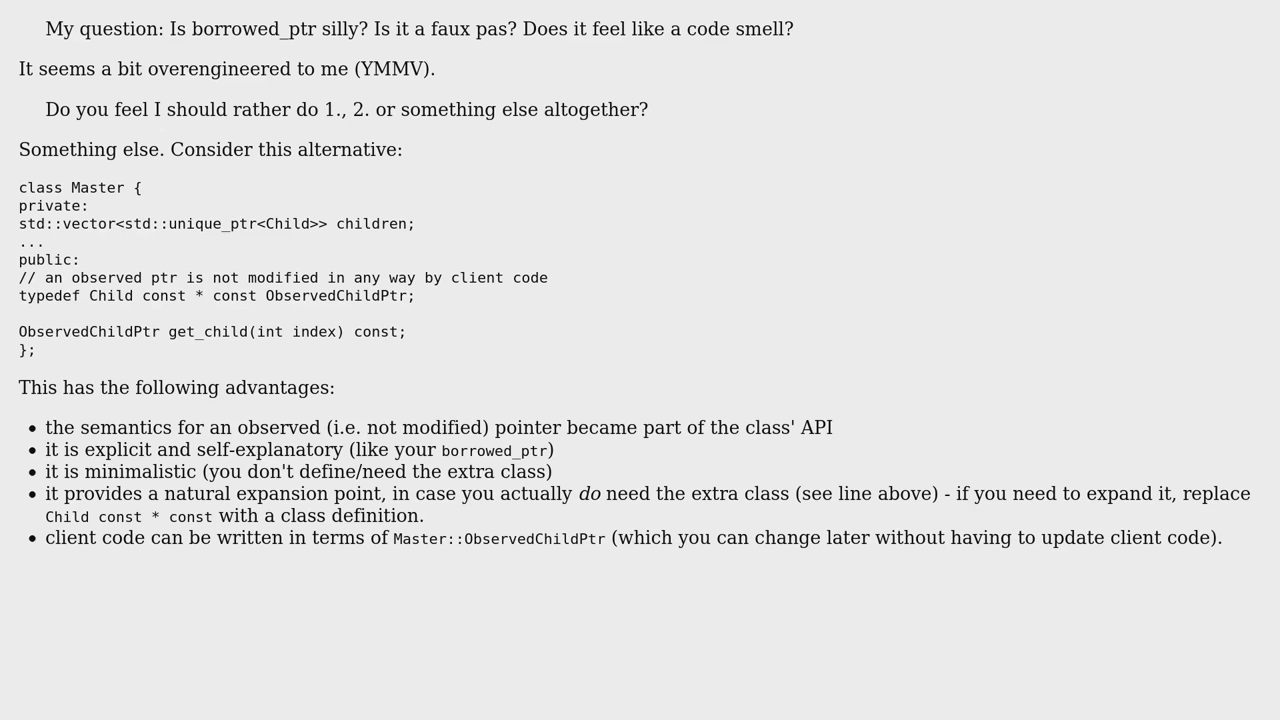 My question: Is borrowed_ptr silly? Is it a faux pas? Does it feel like a code smell?
It seems a bit overengineered to me (YMMV).
Do you feel I should rather do 1., 2. or something else altogether?
Something else. Consider this alternative:
class Master {
private:
std::vector<std::unique_ptr<Child>> children;
...
public:
// an observed ptr is not modified in any way by client code
typedef Child const * const ObservedChildPtr;
ObservedChildPtr get_child(int index) const;
};
This has the following advantages:
• the semantics for an observed (i.e. not modified) pointer became part of the class' API
• it is explicit and self-explanatory (like your borrowed_ptr)
• it is minimalistic (you don't define/need the extra class)
• it provides a natural expansion point, in case you actually do need the extra class (see line above) - if you need to expand it, replace
Child const * const with a class definition.
• client code can be written in terms of Master::ObservedChildPtr (which you can change later without having to update client code).